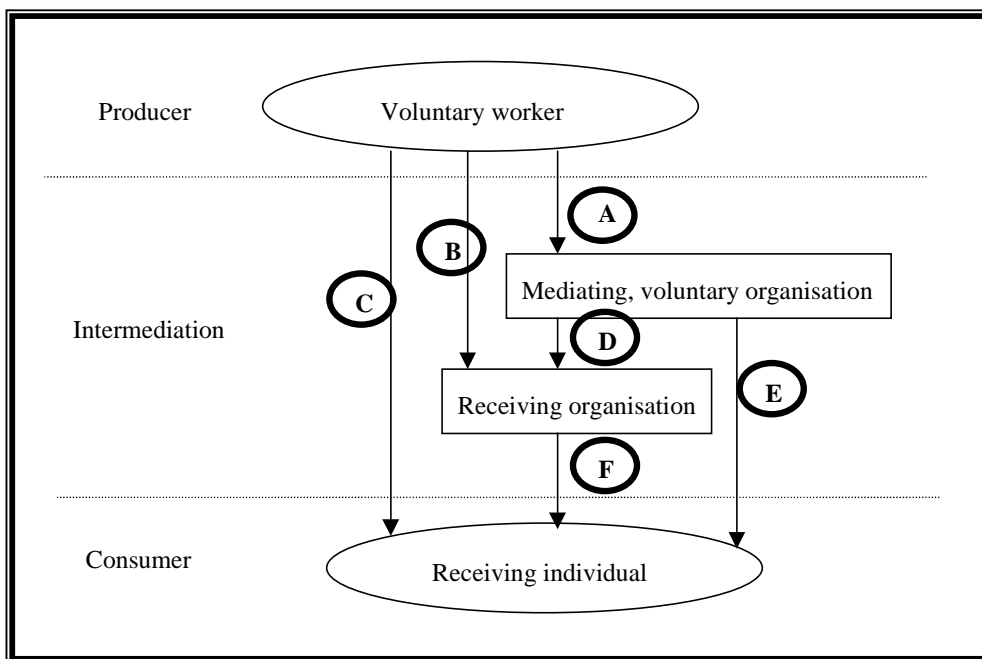 Producer
Voluntary worker
A
B
Mediating, voluntary organisation
C
Intermediation
D
E
Receiving organisation
F
Consumer
Receiving individual